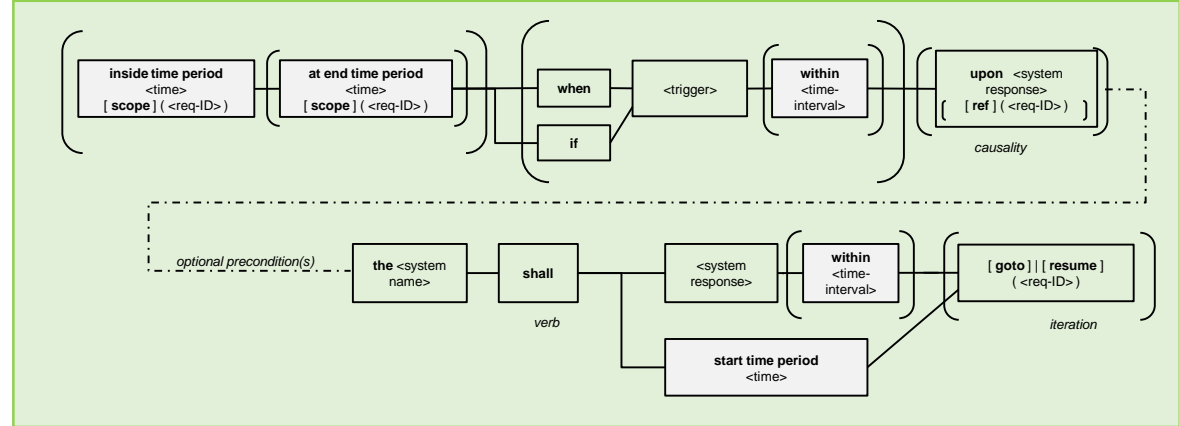 inside time period
<time>
[ scope ] ( <req-ID> )
at end time period
<time>
[ scope ] ( <req-ID> )
when
if
<trigger>
within
<time-
interval>
upon <system
response>
[ ref ] ( <req-ID> )
causality
optional precondition(s)
the <system
name>
shall
verb
<system
response>
within
<time-
interval>
[ goto ] | [ resume ]
( <req-ID> )
iteration
start time period
<time>